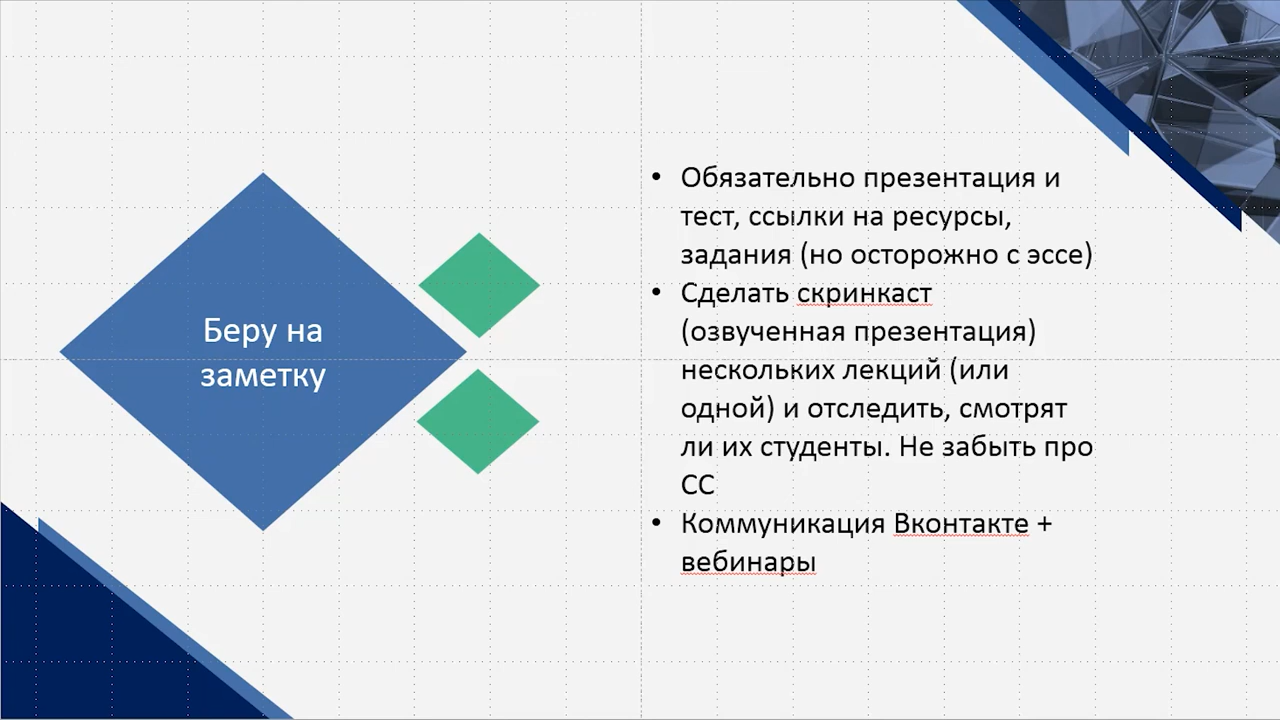 Беру на
заметку
• Обязательно презентация и
тест, ссылки на ресурсы,
задания (но осторожно с эссе)
• Сделать скринкаст
(озвученная презентация)
нескольких лекций (или
одной) и отследить, смотрят
ли их студенты. Не забыть про
СС
• Коммуникация Вконтакте +
вебинары